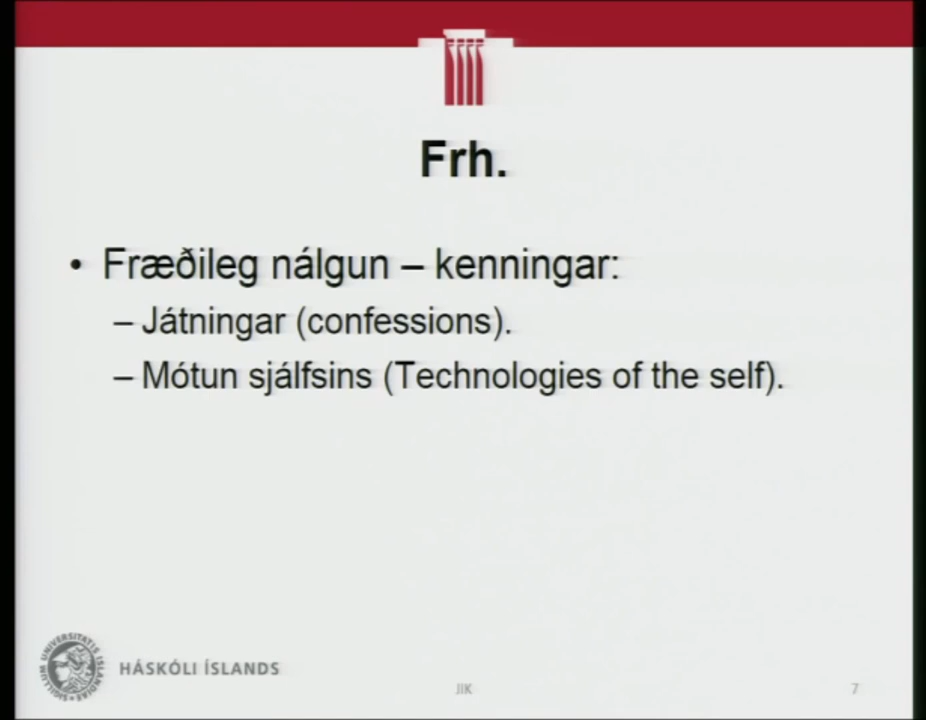 Frh.
• Fræðileg nálgun – kenningar:
– Játningar (confessions).
– Mótun sjálfsins (Technologies of the self).
HÁSKÓLI ÍSLANDS
JIK
7